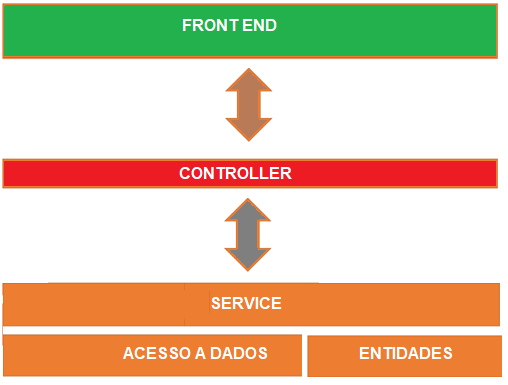 FRONT END
CONTROLLER
SERVICE
ACESSO A DADOS
ENTIDADES